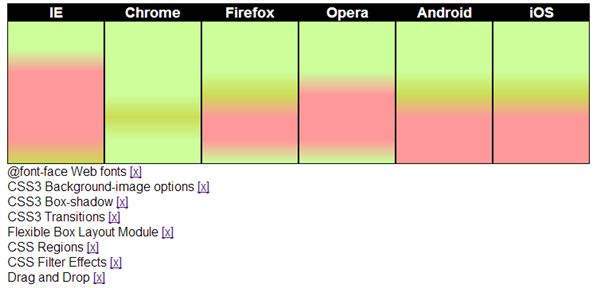 IE Chrome Firefox Opera Android iOS
@font-face Web fonts [x]
CSS3 Background-image options [x]
CSS3 Box-shadow [x]
CSS3 Transitions [x]
Flexible Box Layout Module [x]
CSS Regions [x]
CSS Filter Effects [x]
Drag and Drop [x]